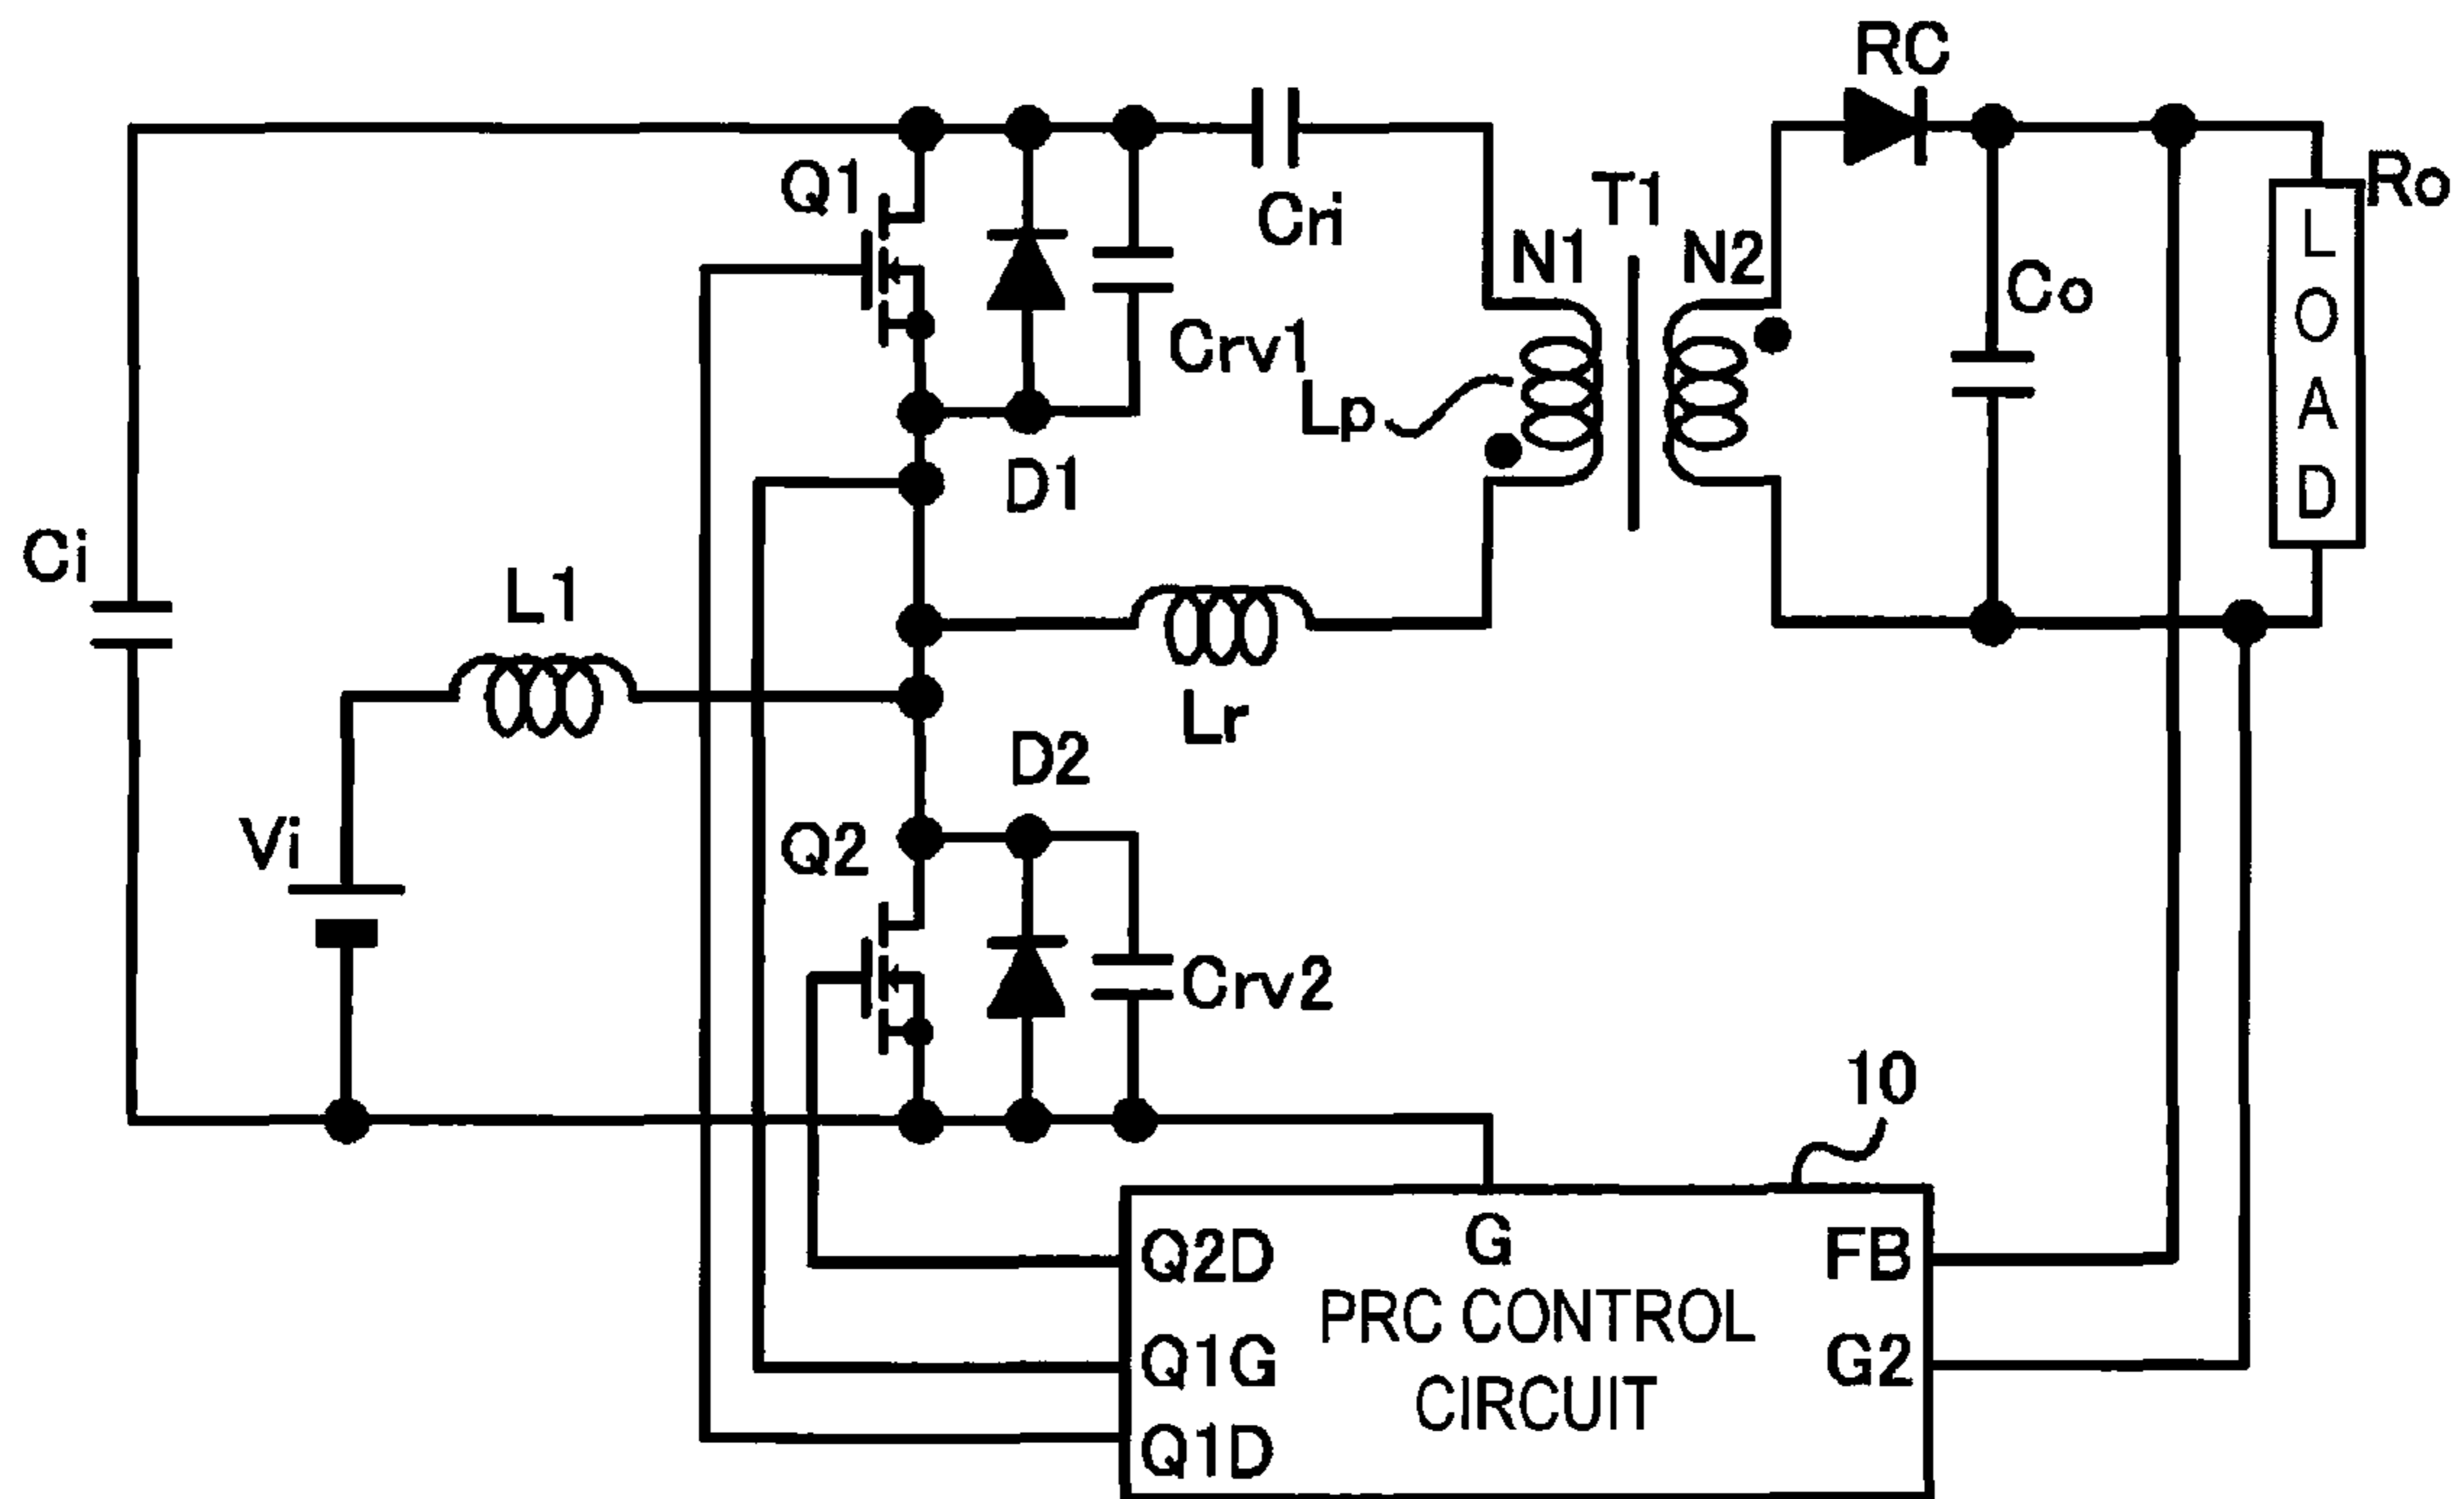 RC
Q1
Cri
T1
Ro
N1
N2
Co
LOAD
Crv1
Lp
D1
Ci
L1
Lr
D2
Vi
Q2
Crv2
10
Q2D
G
FB
PRC CONTROL
Q1G
G2
CIRCUIT
Q1D